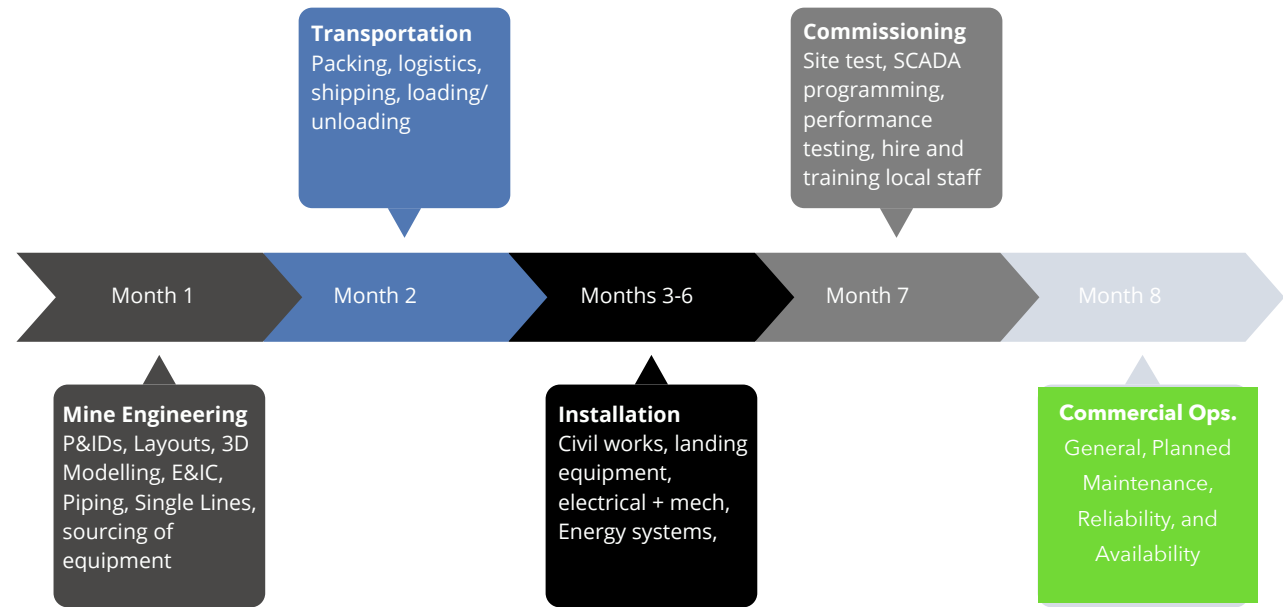 Transportation
Packing, logistics,
shipping, loading/
unloading
Commissioning
Site test, SCADA
programming,
performance
testing, hire and
training local staff
Month 1
Month 2
Months 3-6
Month 7
Month 8
Mine Engineering
P&IDs, Layouts, 3D
Modelling, E&IC,
Piping, Single Lines,
sourcing of
equipment
Installation
Civil works, landing
equipment,
electrical + mech,
Energy systems,
Commercial Ops.
General, Planned
Maintenance,
Reliability, and
Availability